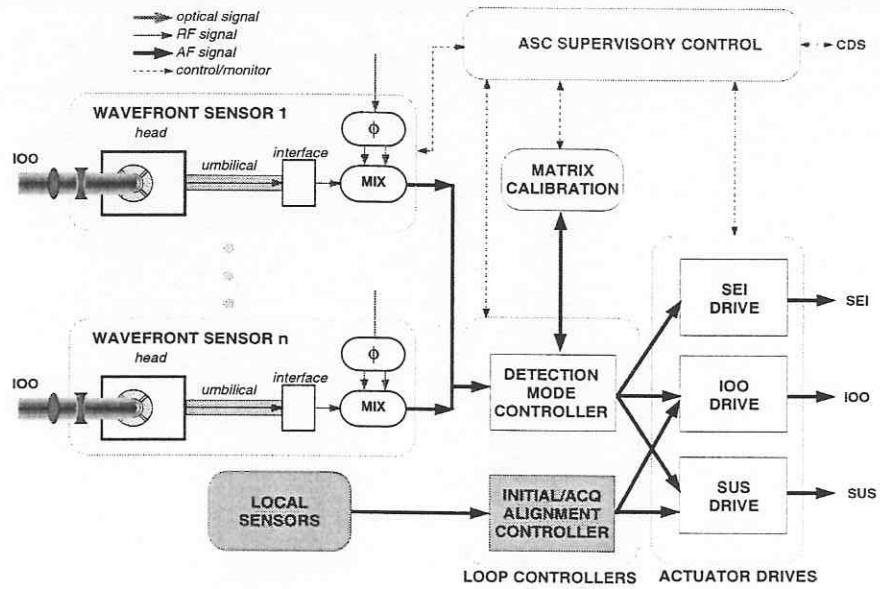 optical signal
RF signal
AF signal
control/monitor
ASC SUPERVISORY CONTROL
CDS
WAVEFRONT SENSOR 1
head
IOO
umbilical
interface
ϕ
MIX
MATRIX
CALIBRATION
WAVEFRONT SENSOR n
head
IOO
umbilical
interface
ϕ
MIX
DETECTION
MODE
CONTROLLER
SEI
DRIVE
SEI
IOO
DRIVE
IOO
SUS
DRIVE
SUS
LOCAL
SENSORS
INITIAL/ACQ
ALIGNMENT
CONTROLLER
LOOP CONTROLLERS
ACTUATOR DRIVES